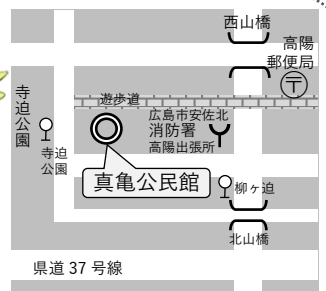 西山橋
高陽
郵便局
〒
遊歩道
寺迫公園
広島市安佐北
消防署
高陽出張所
寺迫
公園
真亀公民館
柳ヶ迫
北山橋
県道 37 号線